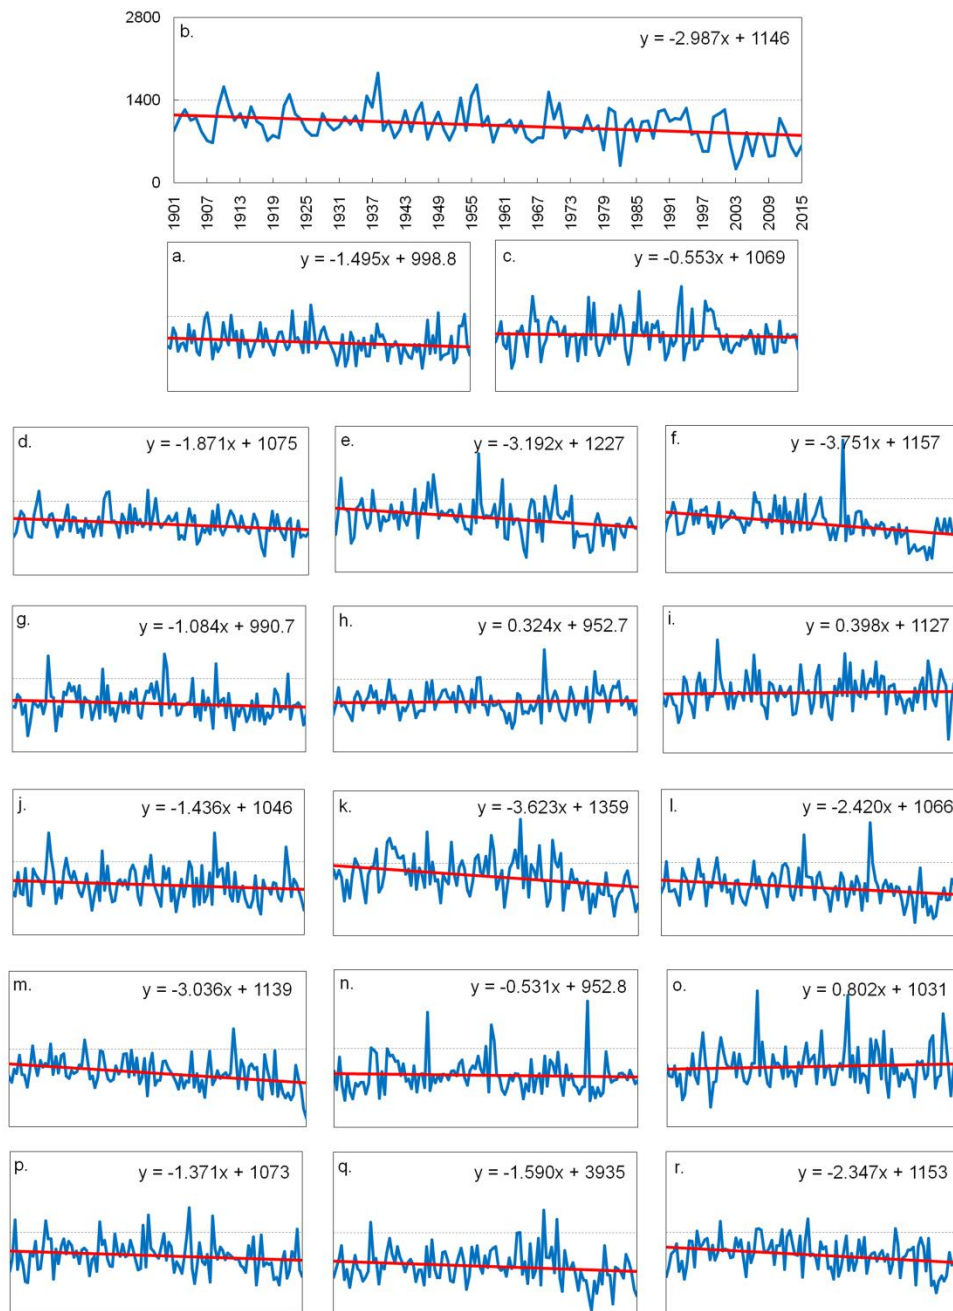 2800
b.
y = -2.987x + 1146
1400
0
1901 1907 1913 1919 1925 1931 1937 1943 1949 1955 1961 1967 1973 1979 1985 1991 1997 2003 2009 2015
a. y = -1.495x + 998.8
c. y = -0.553x + 1069
d. y = -1.871x + 1075
e. y = -3.192x + 1227
f. y = -3.751x + 1157
g. y = -1.084x + 990.7
h. y = 0.324x + 952.7
i. y = 0.398x + 1127
j. y = -1.436x + 1046
k. y = -3.623x + 1359
l. y = -2.420x + 1066
m. y = -3.036x + 1139
n. y = -0.531x + 952.8
o. y = 0.802x + 1031
p. y = -1.371x + 1073
q. y = -1.590x + 3935
r. y = -2.347x + 1153